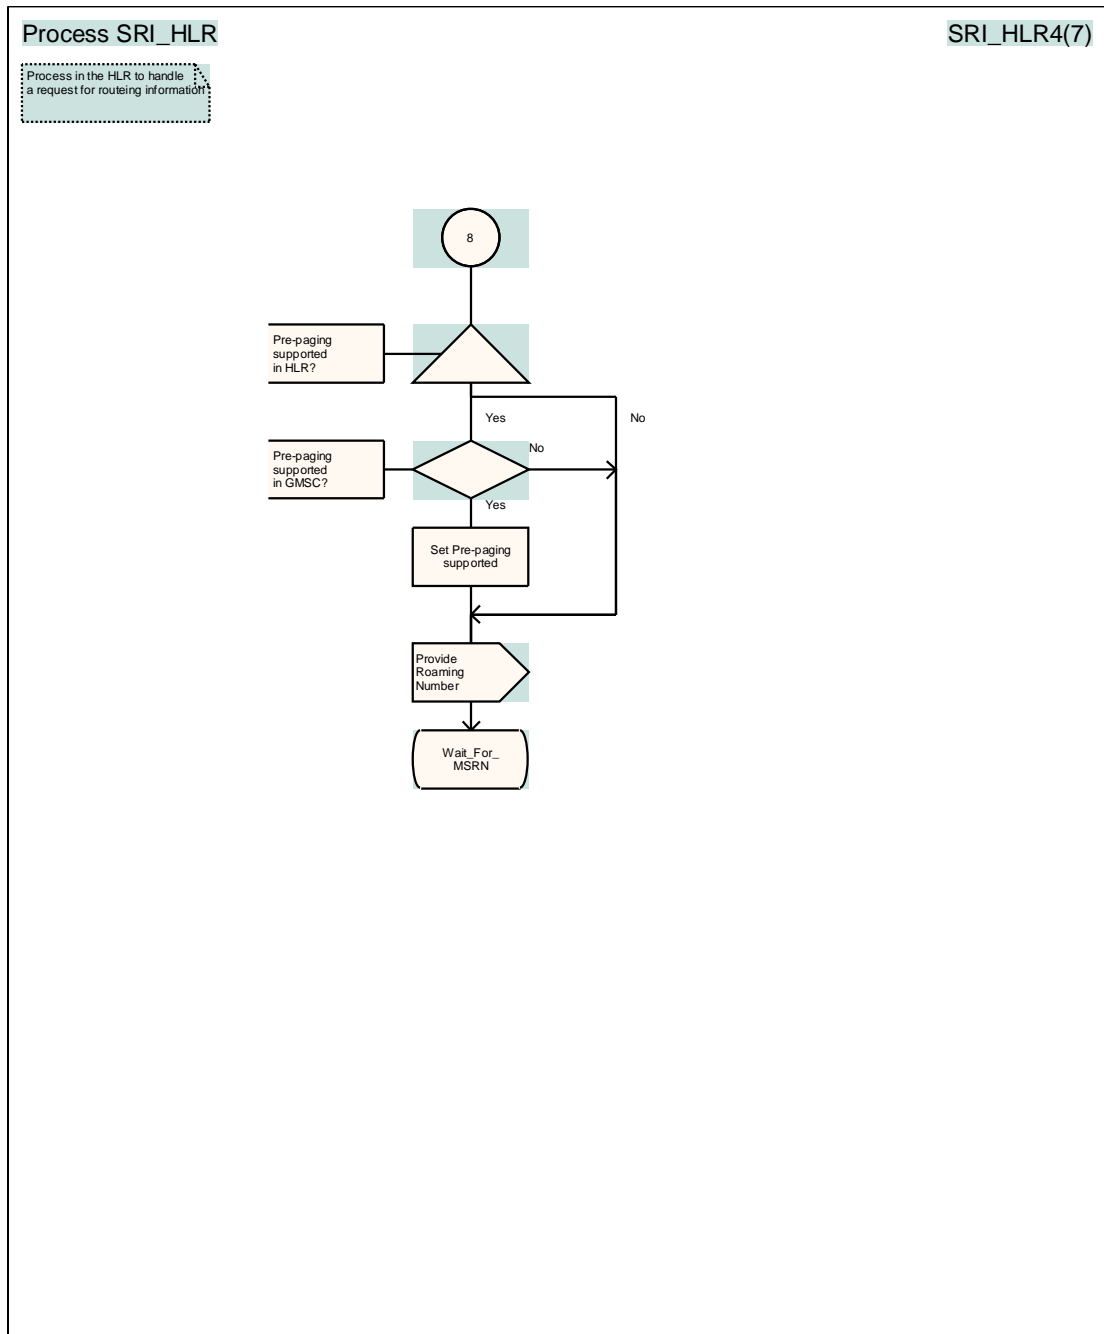 Process SRI_HLR
SRI_HLR4(7)
Process in the HLR to handle
a request for routeing information
8
Pre-paging
supported
in HLR?
Yes
No
Pre-paging
supported
in GMSC?
No
Yes
Set Pre-paging
supported
Provide
Roaming
Number
Wait_For_
MSRN